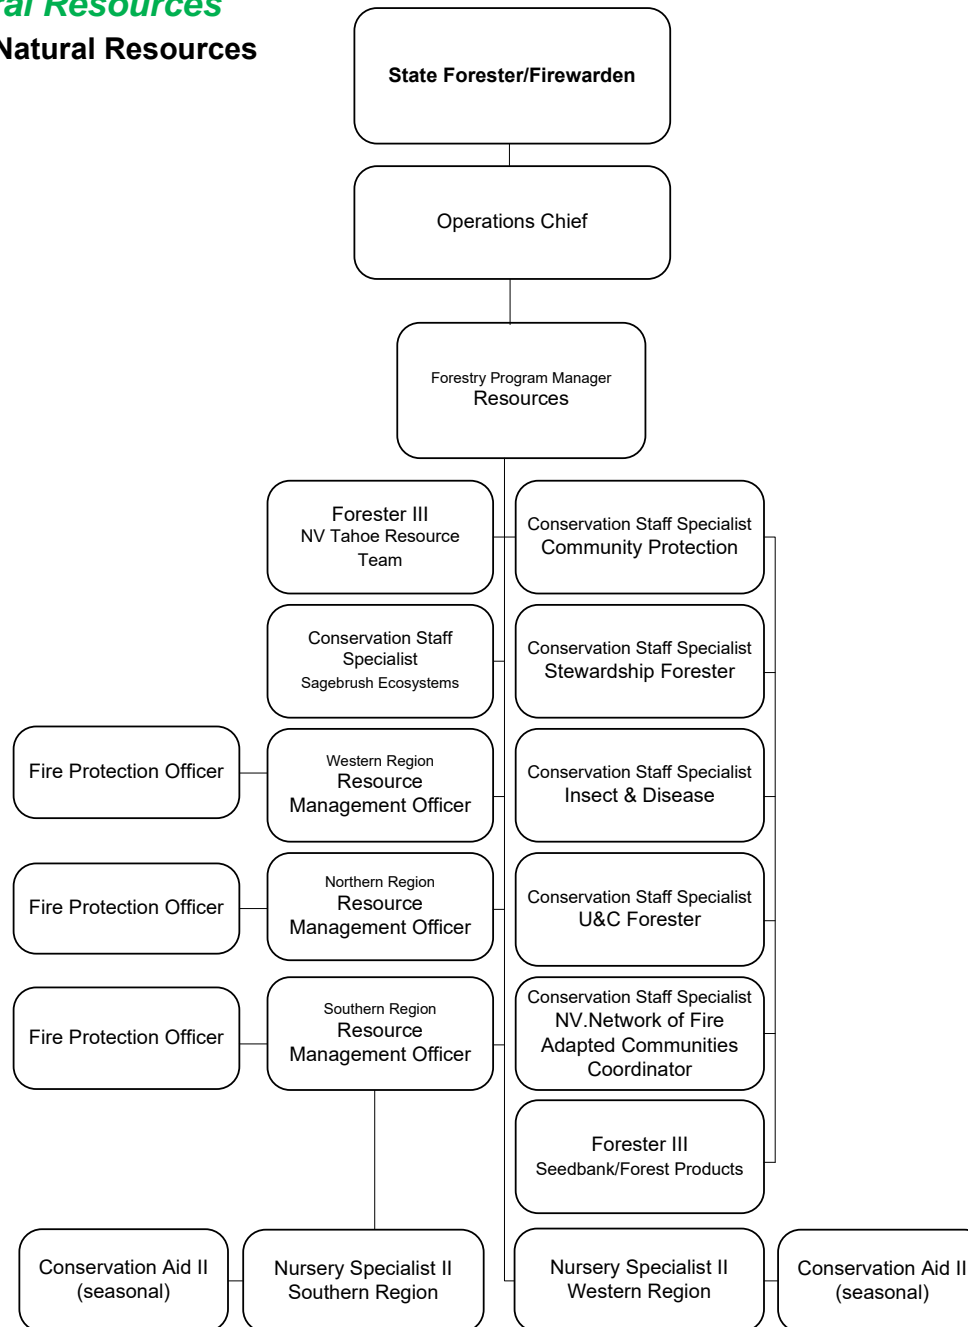 Resources
Natural Resources
State Forester/Firewarden
Operations Chief
Forestry Program Manager
Resources
Forester III
NV Tahoe Resource
Team
Conservation Staff Specialist
Community Protection
Conservation Staff
Specialist
Sagebrush Ecosystems
Conservation Staff Specialist
Stewardship Forester
Fire Protection Officer
Western Region
Resource
Management Officer
Conservation Staff Specialist
Insect & Disease
Fire Protection Officer
Northern Region
Resource
Management Officer
Conservation Staff Specialist
U&C Forester
Fire Protection Officer
Southern Region
Resource
Management Officer
Conservation Staff Specialist
NV.Network of Fire
Adapted Communities
Coordinator
Forester III
Seedbank/Forest Products
Conservation Aid II
(seasonal)
Nursery Specialist II
Southern Region
Nursery Specialist II
Western Region
Conservation Aid II
(seasonal)